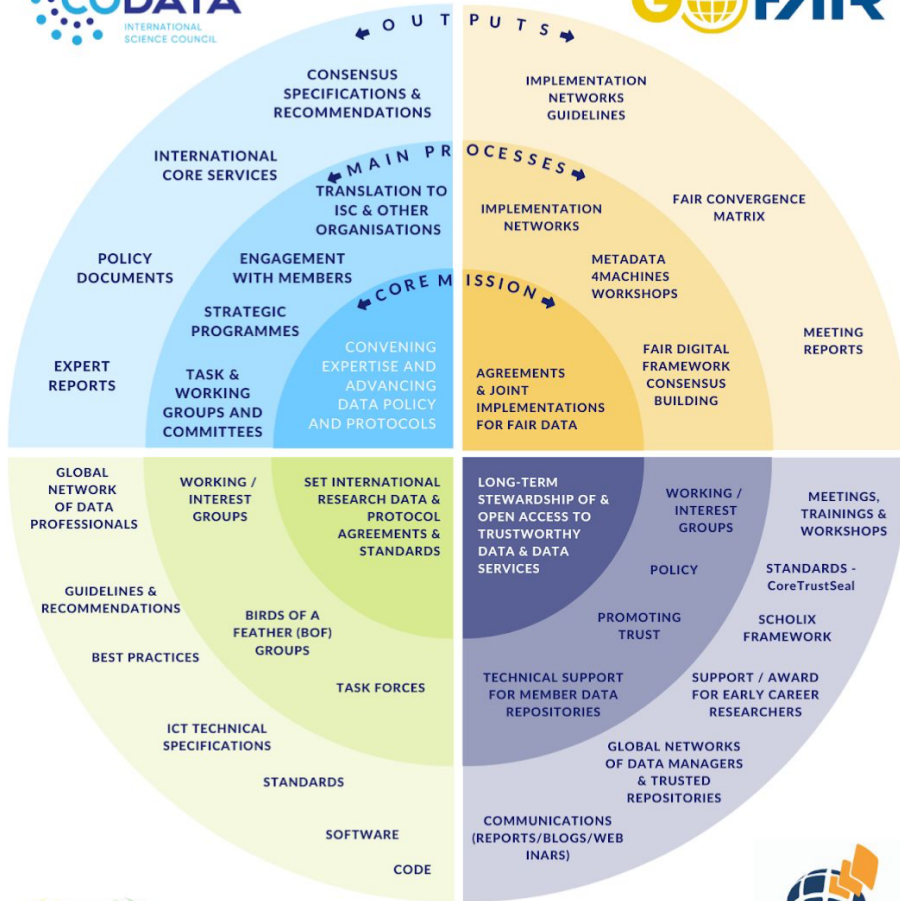 CODATA
INTERNATIONAL
SCIENCE COUNCIL
GO FAIR
OUTPUTS
CONSENSUS
SPECIFICATIONS &
RECOMMENDATIONS
INTERNATIONAL
CORE SERVICES
POLICY
DOCUMENTS
EXPERT
REPORTS
IMPLEMENTATION
NETWORKS
GUIDELINES
FAIR CONVERGENCE
MATRIX
MEETING
REPORTS
MAIN PROCESSES
TRANSLATION TO
ISC & OTHER
ORGANISATIONS
ENGAGEMENT
WITH MEMBERS
STRATEGIC
PROGRAMMES
TASK &
WORKING
GROUPS AND
COMMITTEES
IMPLEMENTATION
NETWORKS
METADATA
4MACHINES
WORKSHOPS
FAIR DIGITAL
FRAMEWORK
CONSENSUS
BUILDING
CORE MISSION
CONVENING
EXPERTISE AND
ADVANCING
DATA POLICY
AND PROTOCOLS
AGREEMENTS
& JOINT
IMPLEMENTATIONS
FOR FAIR DATA
GLOBAL
NETWORK
OF DATA
PROFESSIONALS
GUIDELINES &
RECOMMENDATIONS
BEST PRACTICES
ICT TECHNICAL
SPECIFICATIONS
STANDARDS
SOFTWARE
CODE
WORKING /
INTEREST
GROUPS
BIRDS OF A
FEATHER (BOF)
GROUPS
TASK FORCES
SET INTERNATIONAL
RESEARCH DATA &
PROTOCOL
AGREEMENTS &
STANDARDS
LONG-TERM
STEWARDSHIP OF &
OPEN ACCESS TO
TRUSTWORTHY
DATA & DATA
SERVICES
WORKING /
INTEREST
GROUPS
POLICY
PROMOTING
TRUST
TECHNICAL SUPPORT
FOR MEMBER DATA
REPOSITORIES
MEETINGS,
TRAININGS &
WORKSHOPS
STANDARDS -
CoreTrustSeal
SCHOLIX
FRAMEWORK
SUPPORT / AWARD
FOR EARLY CAREER
RESEARCHERS
GLOBAL NETWORKS
OF DATA MANAGERS
& TRUSTED
REPOSITORIES
COMMUNICATIONS
(REPORTS/BLOGS/WEB
INARS)